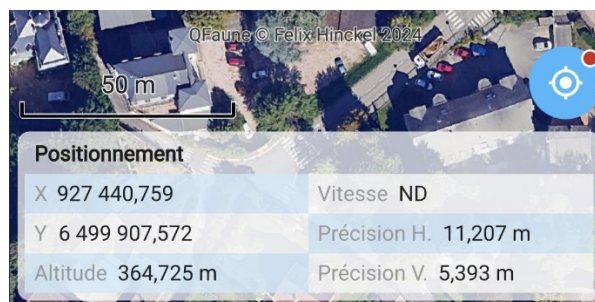 QFaune © Felix Hinckel 2024
50 m
Positionnement
X 927 440,759 Vitesse ND
Y 6 499 907,572 Précision H. 11,207 m
Altitude 364,725 m Précision V. 5,393 m